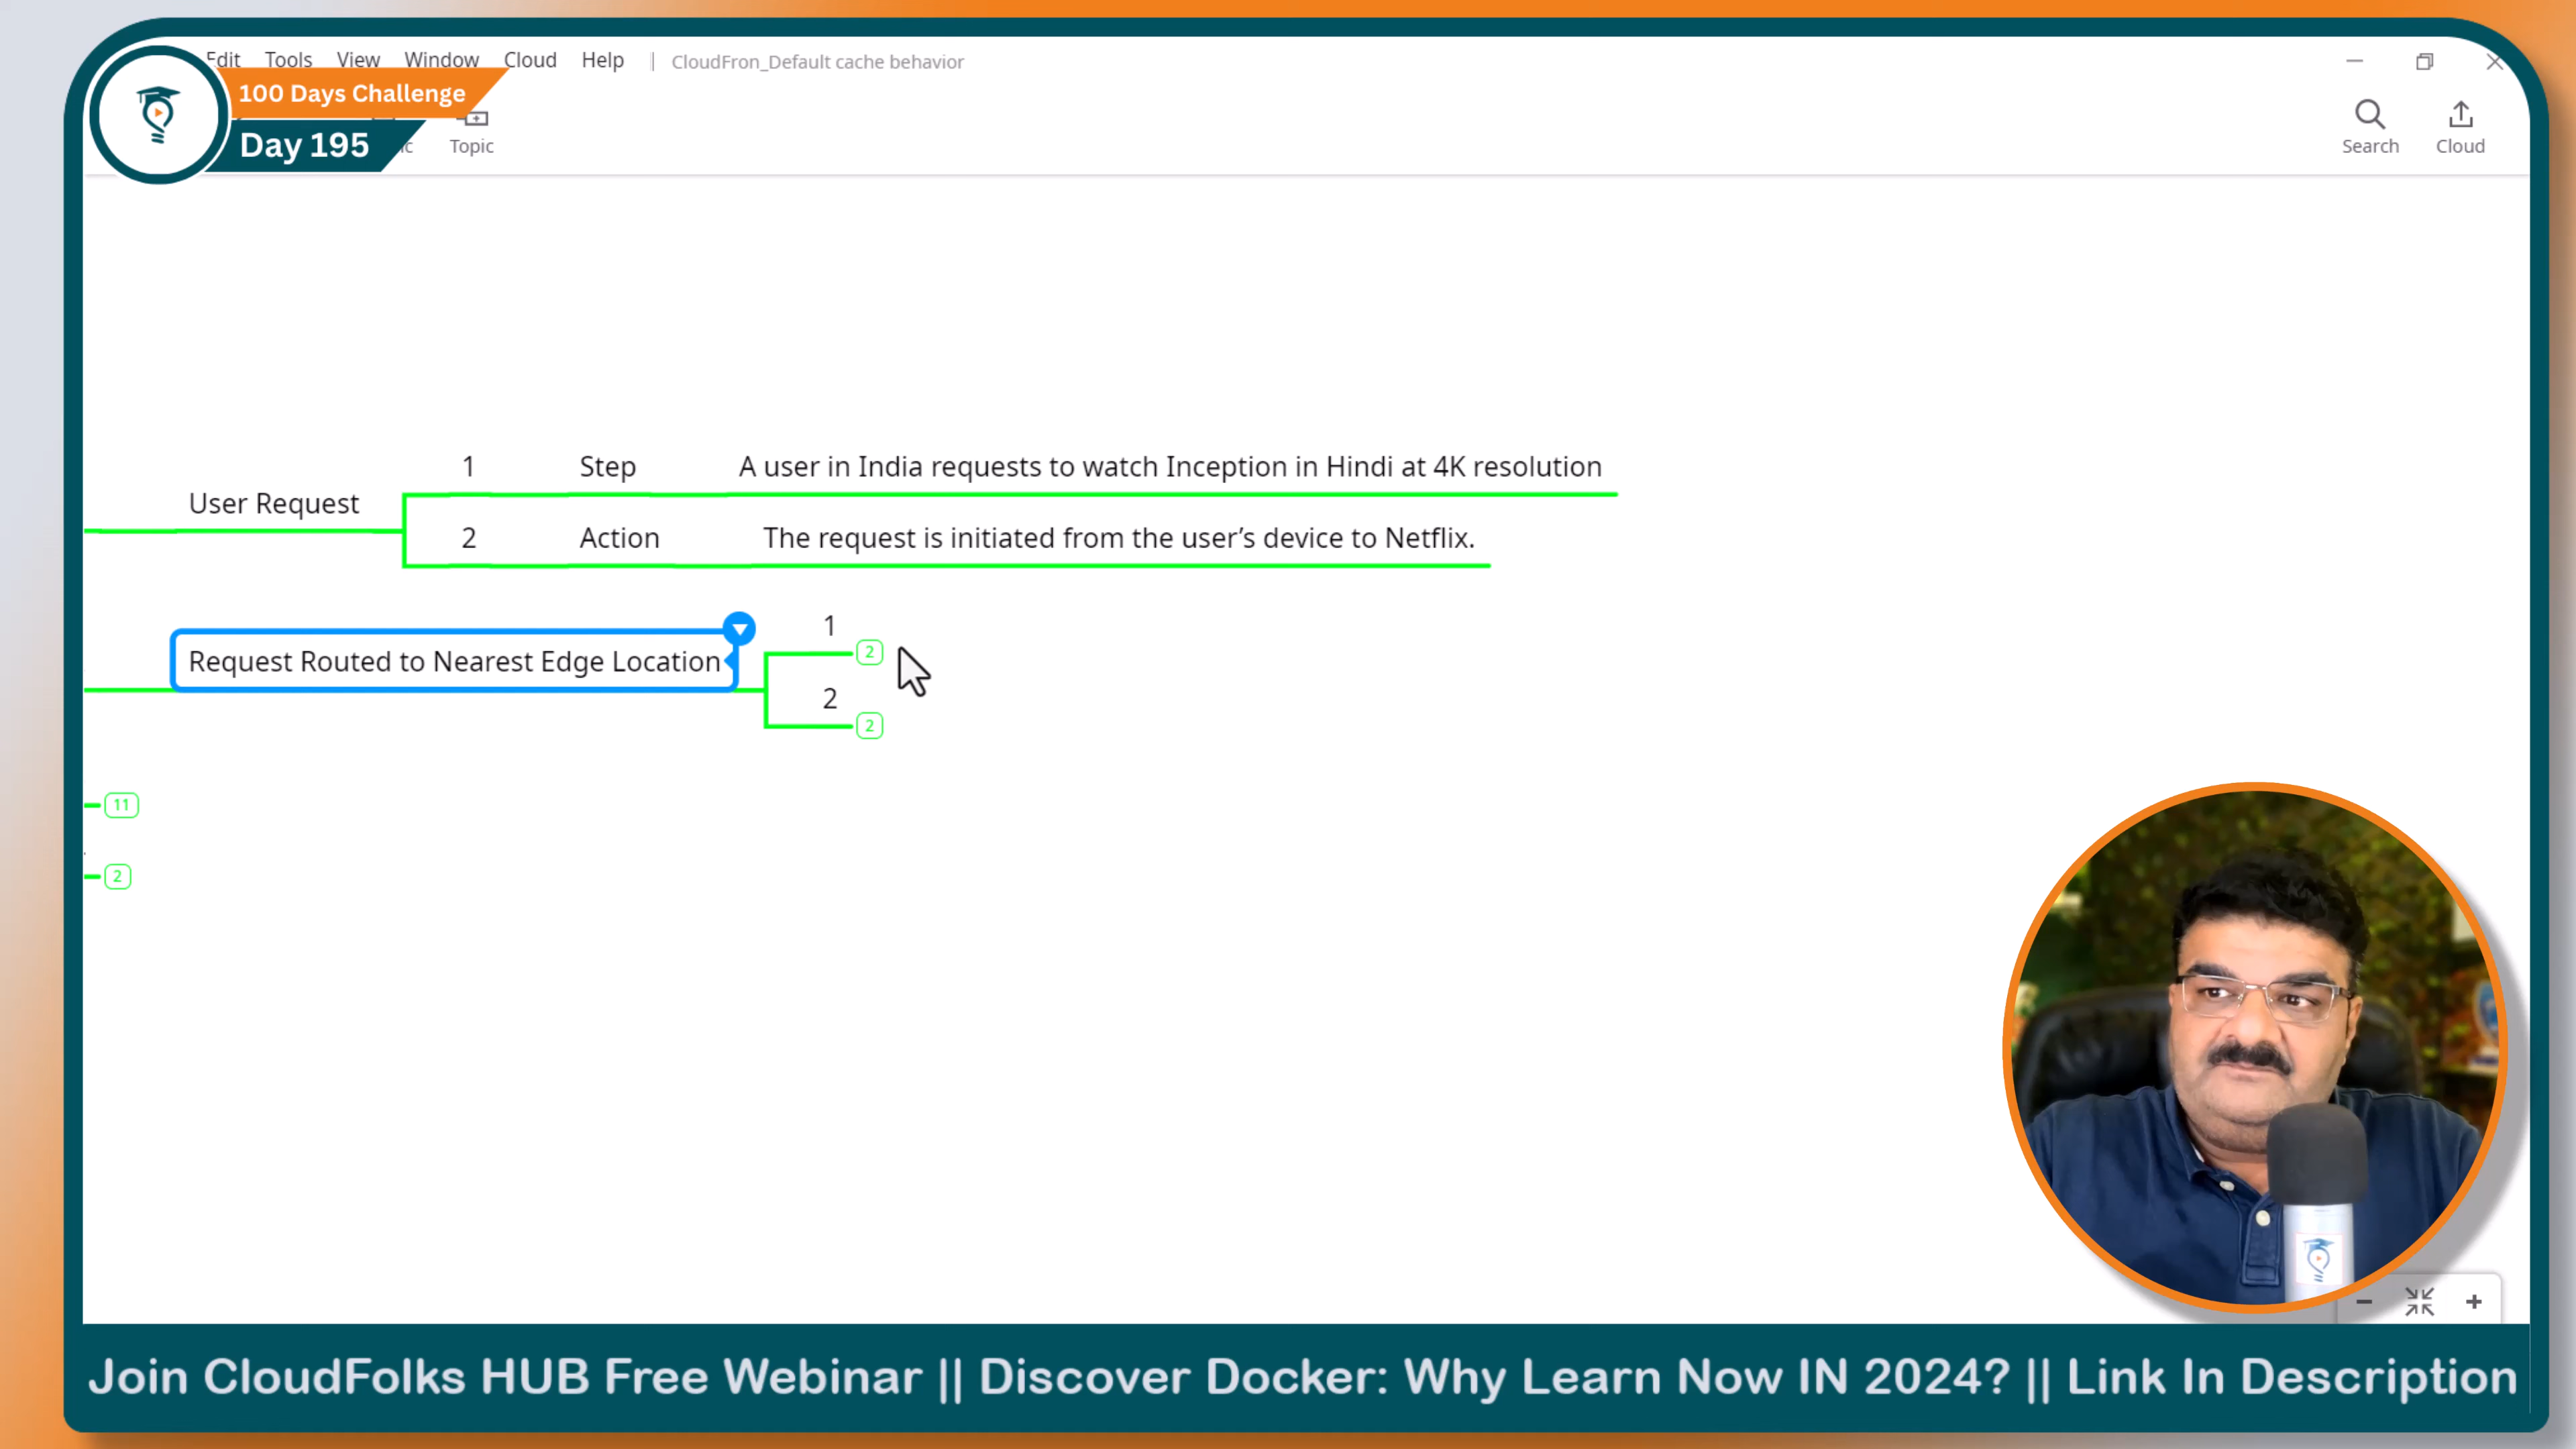 Edit Tools View Window Cloud Help | CloudFron_Default cache behavior
100 Days Challenge
Day 195
Topic
Search
Cloud
1 Step A user in India requests to watch Inception in Hindi at 4K resolution
User Request
2 Action The request is initiated from the user’s device to Netflix.
1
2
Request Routed to Nearest Edge Location
2
2
11
2
Join CloudFolks HUB Free Webinar || Discover Docker: Why Learn Now IN 2024? || Link In Description